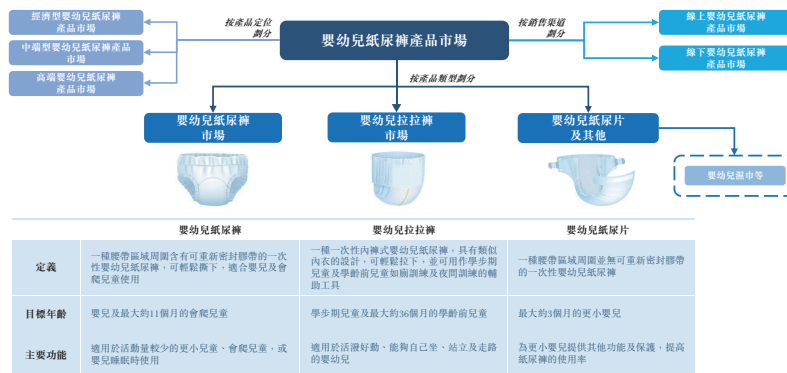 經濟型嬰幼兒紙尿褲
產品市場
中端型嬰幼兒紙尿褲產品
市場
高端嬰幼兒紙尿褲
產品市場
按產品定位
劃分
嬰幼兒紙尿褲產品市場
按銷售渠道
劃分
線上嬰幼兒紙尿褲
產品市場
線下嬰幼兒紙尿褲
產品市場
按產品類型劃分
嬰幼兒紙尿褲
市場
嬰幼兒拉拉褲
市場
嬰幼兒紙尿片
及其他
嬰幼兒濕巾等
嬰幼兒紙尿褲
嬰幼兒拉拉褲
嬰幼兒紙尿片
定義
一種腰帶區域周圍含有可重新密封膠帶的一次
性嬰幼兒紙尿褲，可輕鬆撕下，適合嬰兒及會
爬兒童使用
一種一次性內褲式嬰幼兒紙尿褲，具有類似
內衣的設計，可輕鬆拉下，並可用作學步期
兒童及學齡前兒童如廁訓練及夜間訓練的輔
助工具
一種腰帶區域周圍並無可重新密封膠帶
的一次性嬰幼兒紙尿褲
目標年齡
嬰兒及最大約11個月的會爬兒童
學步期兒童及最大約36個月的學齡前兒童
最大約3個月的更小嬰兒
主要功能
適用於活動量較少的更小兒童、會爬兒童，或
嬰兒睡眠時使用
適用於活潑好動、能夠自己坐、站立及走路
的嬰幼兒
為更小嬰兒提供其他功能及保護，提高
紙尿褲的使用率